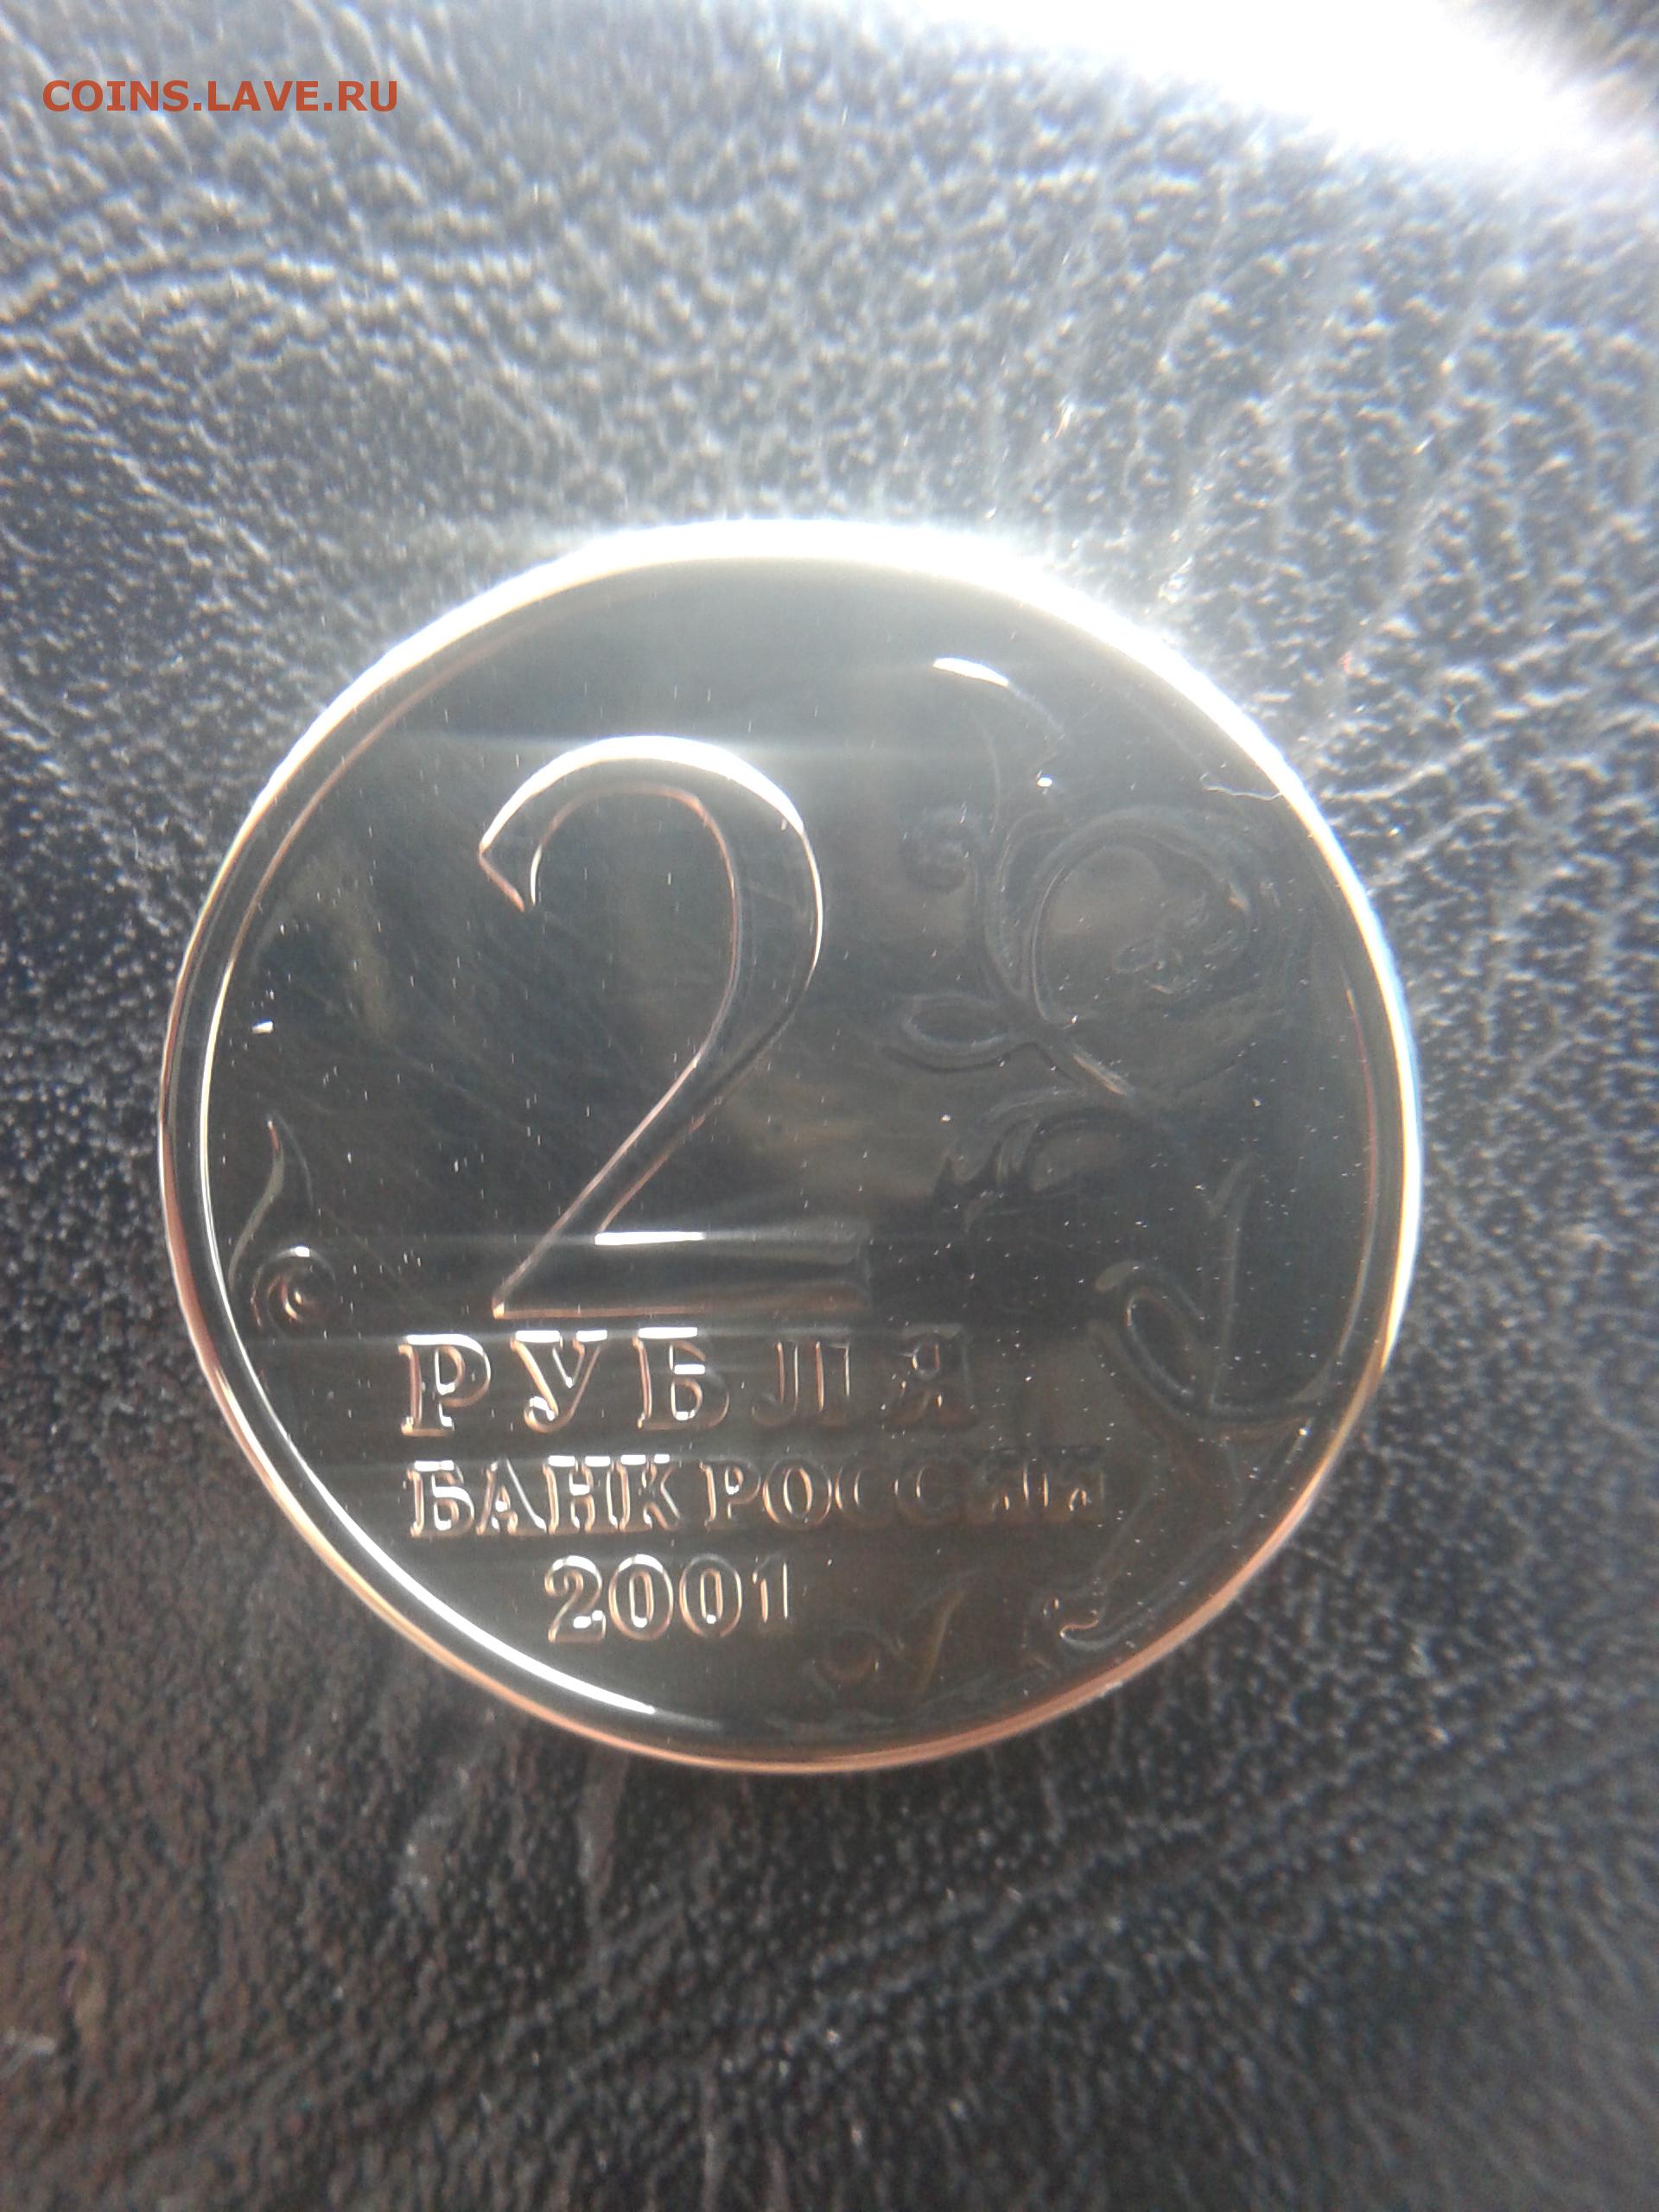 COINS.LAVE.RU
2
РУБЛЯ
БАНК РОССИИ
2001